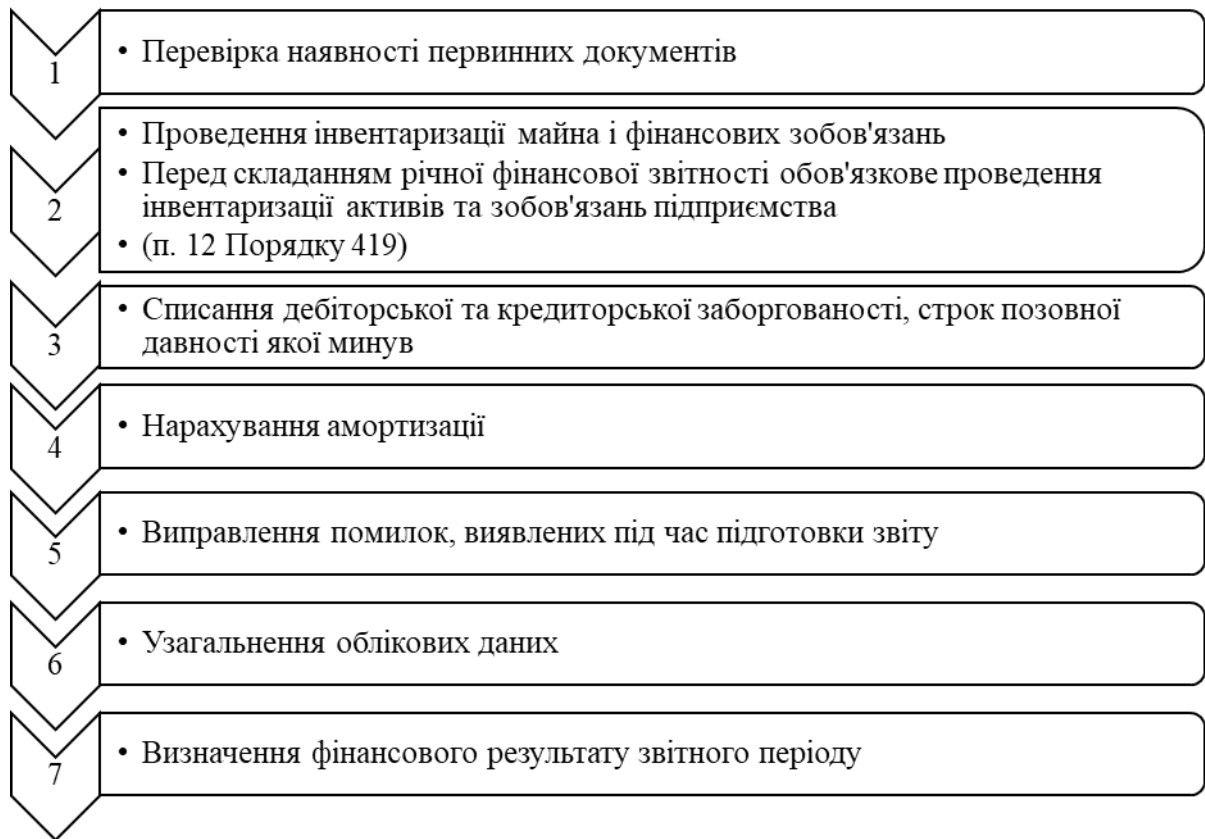 1
• Перевірка наявності первинних документів
2
• Проведення інвентаризації майна і фінансових зобов'язань
• Перед складанням річної фінансової звітності обов'язкове проведення
інвентаризації активів та зобов'язань підприємства
• (п. 12 Порядку 419)
3
• Списання дебіторської та кредиторської заборгованості, строк позовної
давності якої минув
4
• Нарахування амортизації
5
• Виправлення помилок, виявлених під час підготовки звіту
6
• Узагальнення облікових даних
7
• Визначення фінансового результату звітного періоду